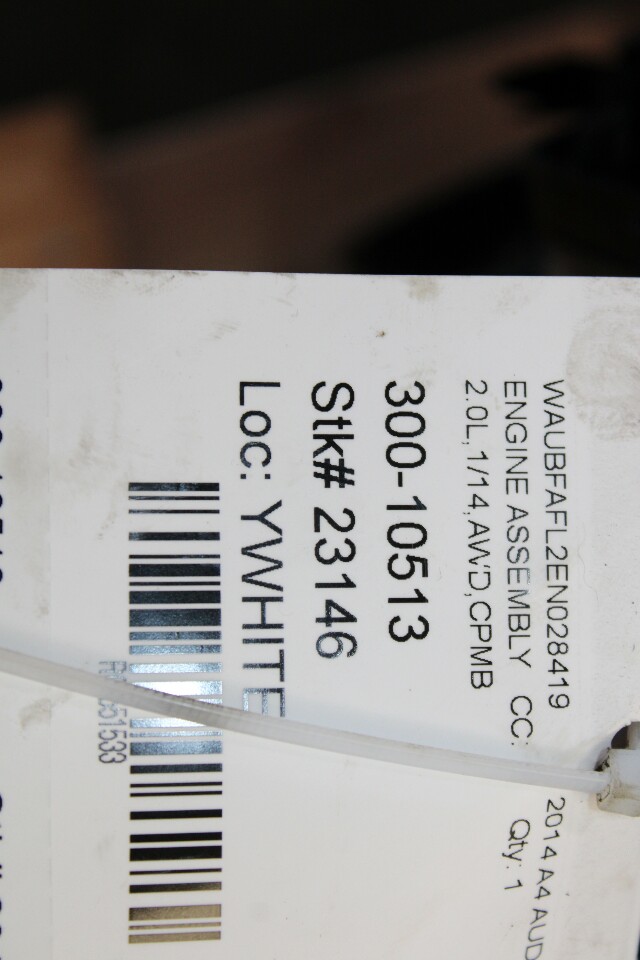 WAUBFAFL2EN028419 2014 A4 AUD
ENGINE ASSEMBLY CC: Qty: 1
2.0L,1/14,AWD,CPMB
300-10513
Stk# 23146
Loc: YWHITE